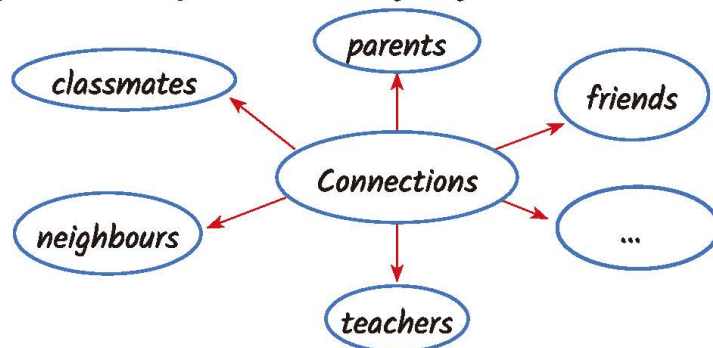 parents
classmates
friends
Connections
neighbours
...
teachers